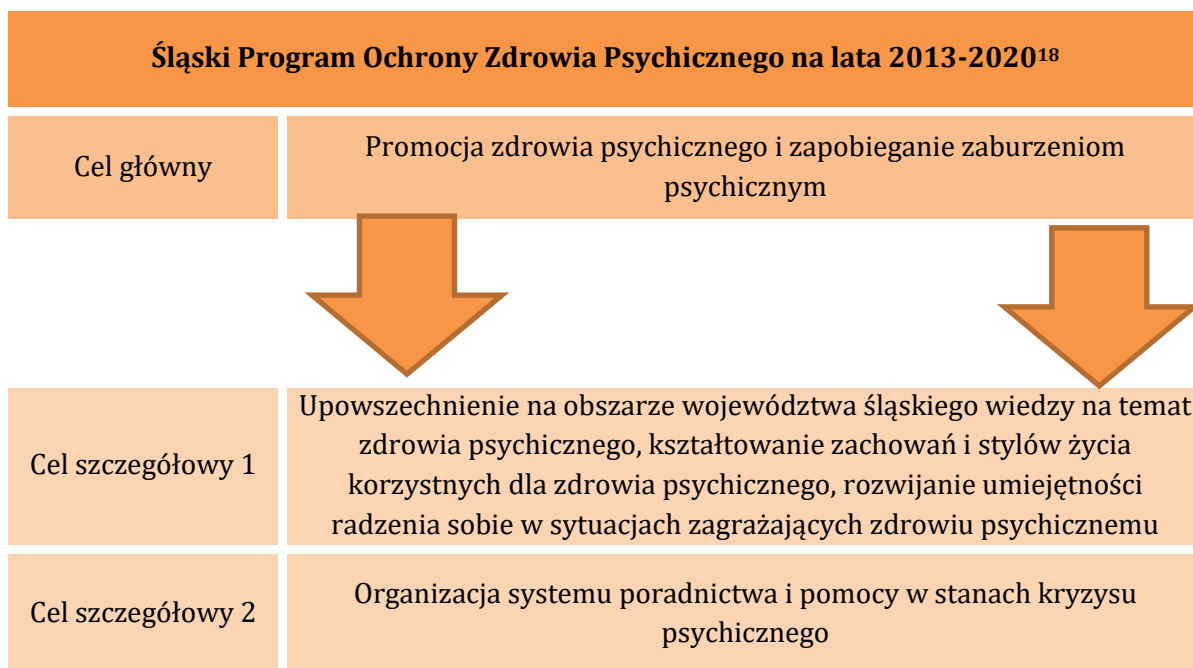 Śląski Program Ochrony Zdrowia Psychicznego na lata 2013-2020¹⁸
Cel główny
Promocja zdrowia psychicznego i zapobieganie zaburzeniom
psychicznym
Cel szczegółowy 1
Upowszechnienie na obszarze województwa śląskiego wiedzy na temat
zdrowia psychicznego, kształtowanie zachowań i stylów życia
korzystnych dla zdrowia psychicznego, rozwijanie umiejętności
radzenia sobie w sytuacjach zagrażających zdrowiu psychicznemu
Cel szczegółowy 2
Organizacja systemu poradnictwa i pomocy w stanach kryzysu
psychicznego